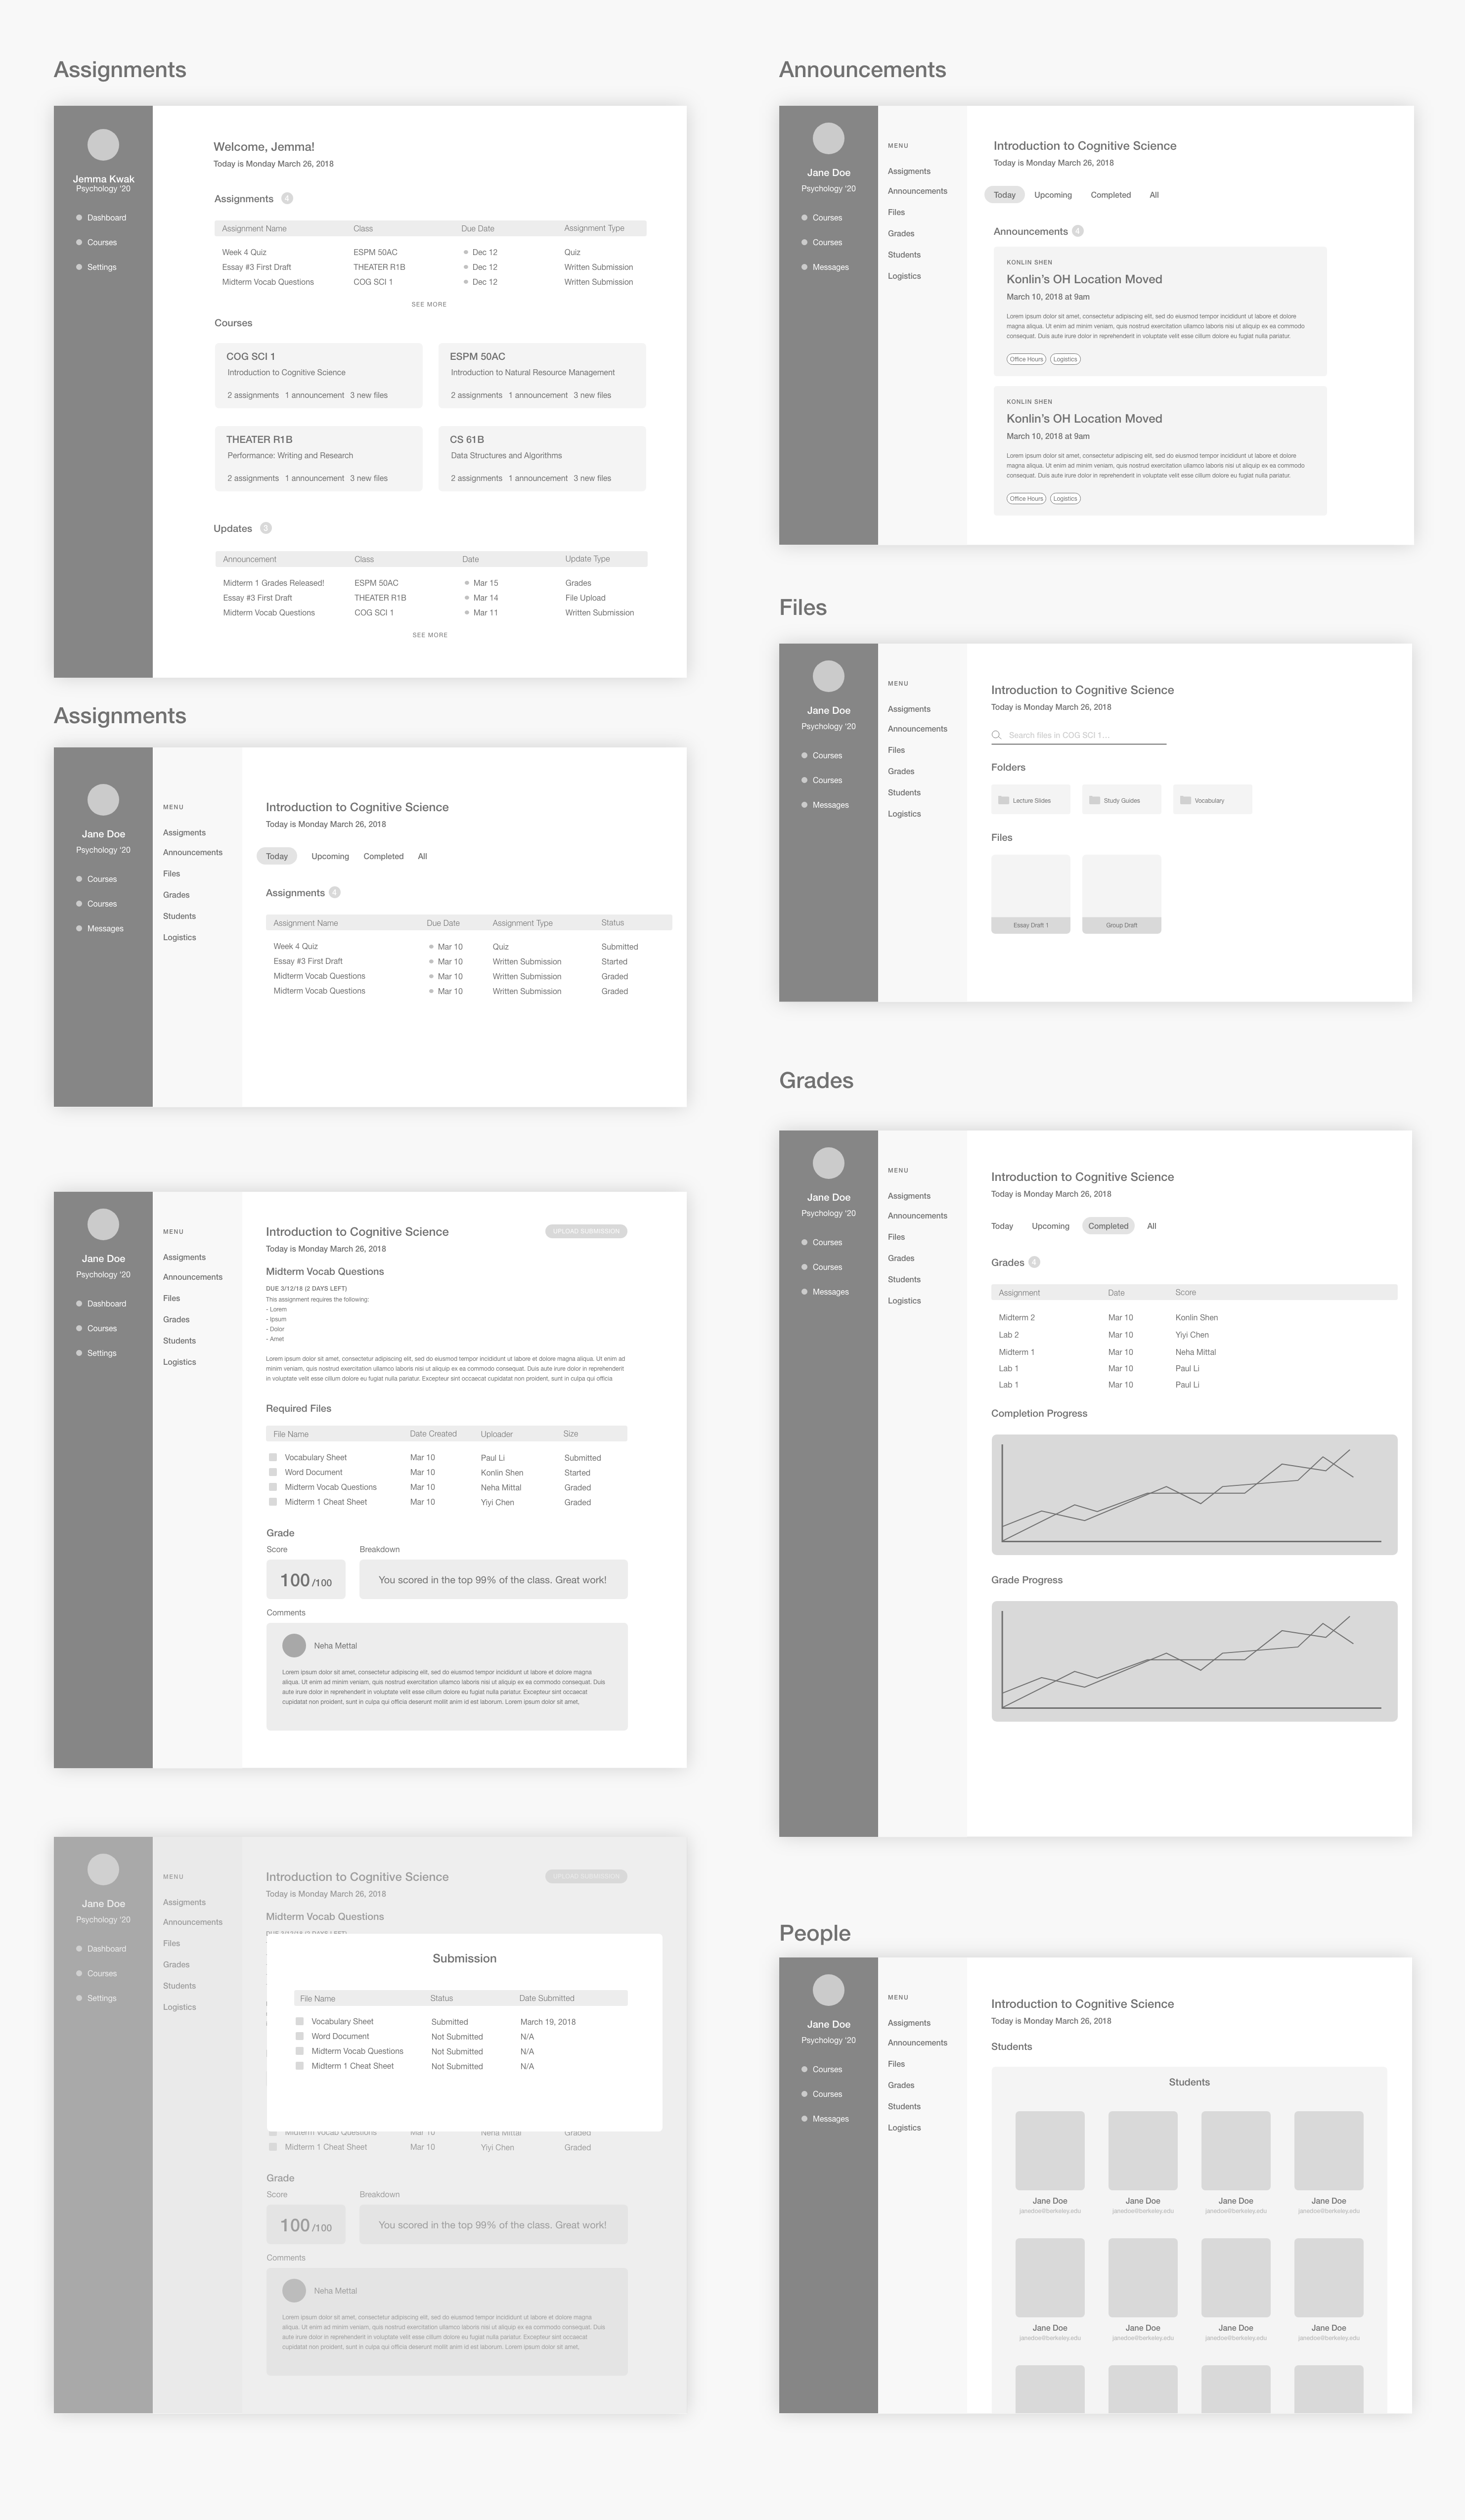 Assignments
Jemma Kwak
Psychology '20
Dashboard
Courses
Settings
Welcome, Jemma!
Today is Monday March 26, 2018
Assignments 4
Assignment Name Class Due Date Assignment Type
Week 4 Quiz ESPM 50AC Dec 12 Quiz
Essay #3 First Draft THEATER R1B Dec 12 Written Submission
Midterm Vocab Questions COG SCI 1 Dec 12 Written Submission
SEE MORE
Courses
COG SCI 1
Introduction to Cognitive Science
2 assignments 1 announcement 3 new files
ESPM 50AC
Introduction to Natural Resource Management
2 assignments 1 announcement 3 new files
THEATER R1B
Performance: Writing and Research
2 assignments 1 announcement 3 new files
CS 61B
Data Structures and Algorithms
2 assignments 1 announcement 3 new files
Updates
Announcement Class Date Update Type
Midterm 1 Grades Released! ESPM 50AC Mar 15 Grades
Essay #3 First Draft THEATER R1B Mar 14 File Upload
Midterm Vocab Questions COG SCI 1 Mar 11 Written Submission
SEE MORE
Assignments
Jane Doe
Psychology '20
Courses
Courses
Messages
MENU
Assigments
Announcements
Files
Grades
Students
Logistics
Introduction to Cognitive Science
Today is Monday March 26, 2018
Today Upcoming Completed All
Assignments 4
Assignment Name Due Date Assignment Type Status
Week 4 Quiz Mar 10 Quiz Submitted
Essay #3 First Draft Mar 10 Written Submission Started
Midterm Vocab Questions Mar 10 Written Submission Graded
Midterm Vocab Questions Mar 10 Written Submission Graded
Jane Doe
Psychology '20
Dashboard
Courses
Settings
MENU
Assigments
Announcements
Files
Grades
Students
Logistics
Introduction to Cognitive Science
UPLOAD SUBMISSION
Today is Monday March 26, 2018
Midterm Vocab Questions
DUE 3/12/18 (2 DAYS LEFT)
This assignment requires the following:
- Lorem
- Ipsum
- Dolor
- Amet
Lorem ipsum dolor sit amet, consectetur adipiscing elit, sed do eiusmod tempor incididunt ut labore et dolore magna aliqua. Ut enim ad
minim veniam, quis nostrud exercitation ullamco laboris nisi ut aliquip ex ea commodo consequat. Duis aute irure dolor in reprehenderit
in voluptate velit esse cillum dolore eu fugiat nulla pariatur. Excepteur sint occaecat cupidatat non proident, sunt in culpa qui officia
Required Files
File Name Date Created Uploader Size
Vocabulary Sheet Mar 10 Paul Li Submitted
Word Document Mar 10 Konlin Shen Started
Midterm Vocab Questions Mar 10 Neha Mittal Graded
Midterm 1 Cheat Sheet Mar 10 Yiyi Chen Graded
Grade
Score Breakdown
100/100 You scored in the top 99% of the class. Great work!
Comments
Neha Mettal
Lorem ipsum dolor sit amet, consectetur adipiscing elit, sed do eiusmod tempor incididunt ut labore et dolore magna
aliqua. Ut enim ad minim veniam, quis nostrud exercitation ullamco laboris nisi ut aliquip ex ea commodo consequat. Duis
aute irure dolor in reprehenderit in voluptate velit esse cillum dolore eu fugiat nulla pariatur. Excepteur sint occaecat
cupidatat non proident, sunt in culpa qui officia deserunt mollit anim id est laborum. Lorem ipsum dolor sit amet,
Jane Doe
Psychology '20
Dashboard
Courses
Settings
MENU
Assigments
Announcements
Files
Grades
Students
Logistics
Introduction to Cognitive Science
UPLOAD SUBMISSION
Today is Monday March 26, 2018
Midterm Vocab Questions
DUE 3/12/18 (2 DAYS LEFT)
Submission
File Name Status Date Submitted
Vocabulary Sheet Submitted March 19, 2018
Word Document Not Submitted N/A
Midterm Vocab Questions Not Submitted N/A
Midterm 1 Cheat Sheet Not Submitted N/A
Midterm Vocab Questions Mar 10 Neha Mittal Graded
Midterm 1 Cheat Sheet Mar 10 Yiyi Chen Graded
Grade
Score Breakdown
100/100 You scored in the top 99% of the class. Great work!
Comments
Neha Mettal
Lorem ipsum dolor sit amet, consectetur adipiscing elit, sed do eiusmod tempor incididunt ut labore et dolore magna
aliqua. Ut enim ad minim veniam, quis nostrud exercitation ullamco laboris nisi ut aliquip ex ea commodo consequat. Duis
aute irure dolor in reprehenderit in voluptate velit esse cillum dolore eu fugiat nulla pariatur. Excepteur sint occaecat
cupidatat non proident, sunt in culpa qui officia deserunt mollit anim id est laborum. Lorem ipsum dolor sit amet,
Announcements
Jane Doe
Psychology '20
Courses
Courses
Messages
MENU
Assigments
Announcements
Files
Grades
Students
Logistics
Introduction to Cognitive Science
Today is Monday March 26, 2018
Today Upcoming Completed All
Announcements 4
KONLIN SHEN
Konlin's OH Location Moved
March 10, 2018 at 9am
Lorem ipsum dolor sit amet, consectetur adipiscing elit, sed do eiusmod tempor incididunt ut labore et dolore
magna aliqua. Ut enim ad minim veniam, quis nostrud exercitation ullamco laboris nisi ut aliquip ex ea commodo
consequat. Duis aute irure dolor in reprehenderit in voluptate velit esse cillum dolore eu fugiat nulla pariatur.
Office Hours Logistics
KONLIN SHEN
Konlin's OH Location Moved
March 10, 2018 at 9am
Lorem ipsum dolor sit amet, consectetur adipiscing elit, sed do eiusmod tempor incididunt ut labore et dolore
magna aliqua. Ut enim ad minim veniam, quis nostrud exercitation ullamco laboris nisi ut aliquip ex ea commodo
consequat. Duis aute irure dolor in reprehenderit in voluptate velit esse cillum dolore eu fugiat nulla pariatur.
Office Hours Logistics
Files
Jane Doe
Psychology '20
Courses
Courses
Messages
MENU
Assigments
Announcements
Files
Grades
Students
Logistics
Introduction to Cognitive Science
Today is Monday March 26, 2018
Search files in COG SCI 1...
Folders
Lecture Slides Study Guides Vocabulary
Files
Essay Draft 1 Group Draft
Grades
Jane Doe
Psychology '20
Courses
Courses
Messages
MENU
Assigments
Announcements
Files
Grades
Students
Logistics
Introduction to Cognitive Science
Today is Monday March 26, 2018
Today Upcoming Completed All
Grades 4
Assignment Date Score
Midterm 2 Mar 10 Konlin Shen
Lab 2 Mar 10 Yiyi Chen
Midterm 1 Mar 10 Neha Mittal
Lab 1 Mar 10 Paul Li
Lab 1 Mar 10 Paul Li
Completion Progress
Grade Progress
People
Jane Doe
Psychology '20
Courses
Courses
Messages
MENU
Assigments
Announcements
Files
Grades
Students
Logistics
Introduction to Cognitive Science
Today is Monday March 26, 2018
Students
Students
Jane Doe Jane Doe Jane Doe Jane Doe
janedoe@berkeley.edu janedoe@berkeley.edu janedoe@berkeley.edu janedoe@berkeley.edu
Jane Doe Jane Doe Jane Doe Jane Doe
janedoe@berkeley.edu janedoe@berkeley.edu janedoe@berkeley.edu janedoe@berkeley.edu